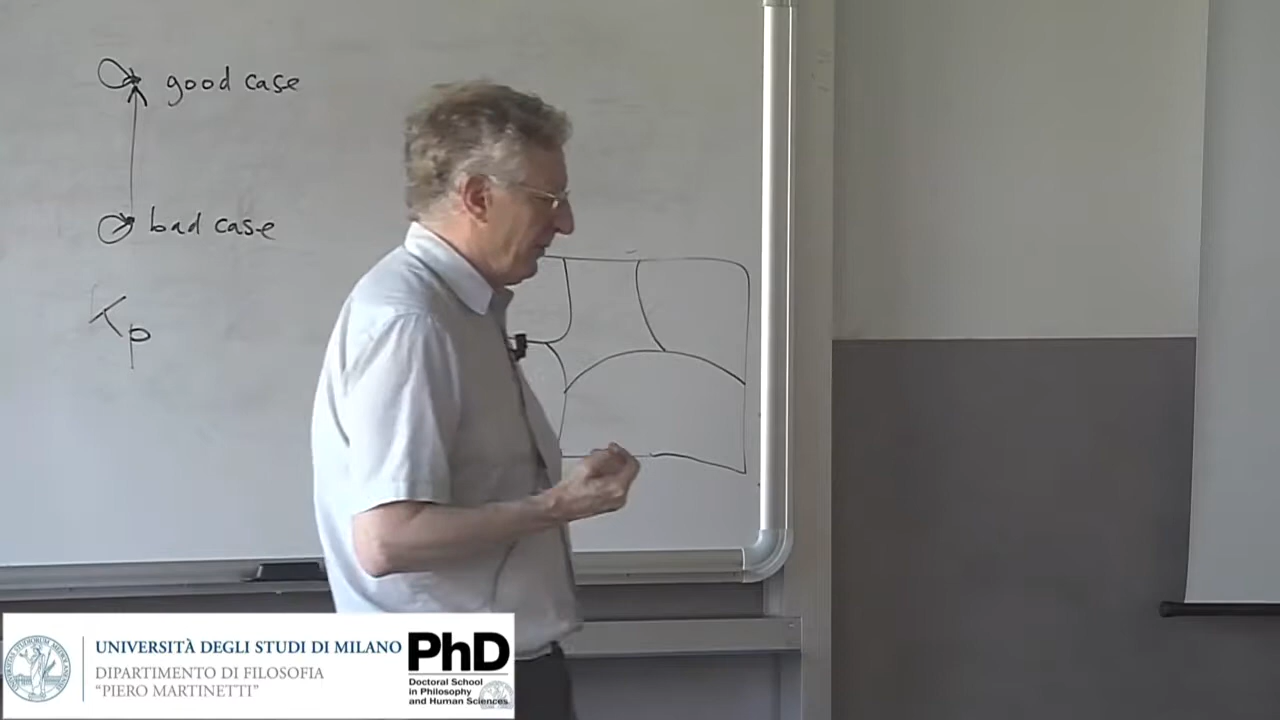 good case
bad case
Kp
UNIVERSITÀ DEGLI STUDI DI MILANO
DIPARTIMENTO DI FILOSOFIA
"PIERO MARTINETTI"
PhD
Doctoral School
in Philosophy
and Human Sciences